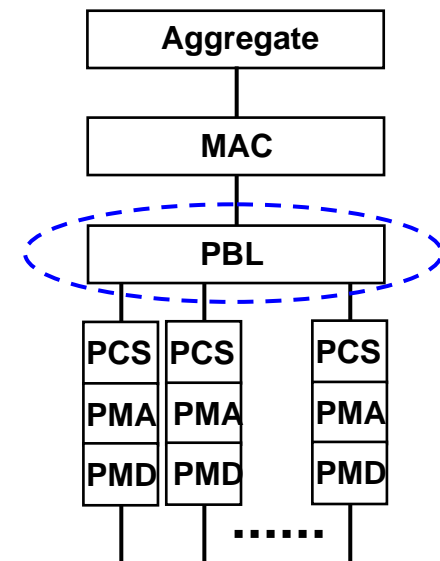 Aggregate
MAC
PBL
PCS PCS PCS
PMA PMA PMA
PMD PMD PMD
......